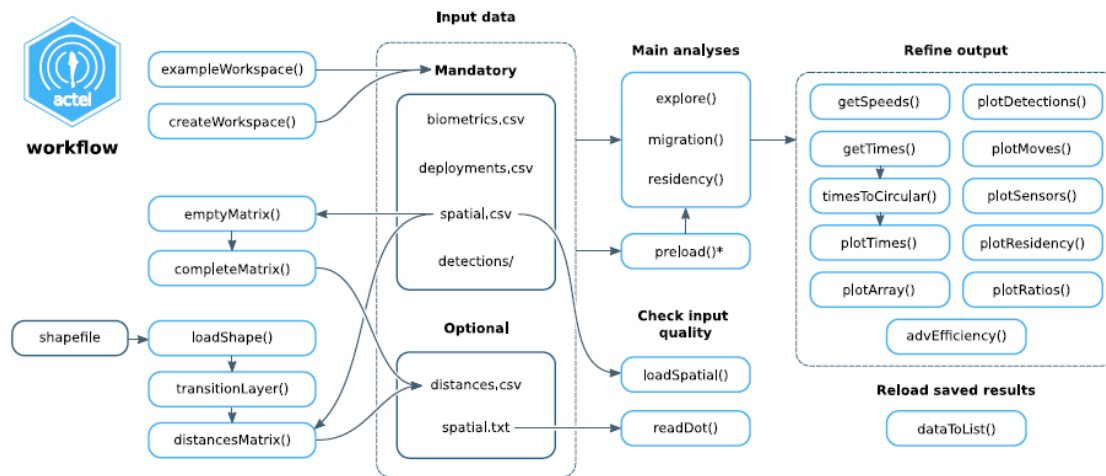 actel
workflow
exampleWorkspace()
createWorkspace()
emptyMatrix()
completeMatrix()
shapefile
loadShape()
transitionLayer()
distancesMatrix()
Input data
Mandatory
biometrics.csv
deployments.csv
spatial.csv
detections/
Optional
distances.csv
spatial.txt
Main analyses
explore()
migration()
residency()
preload()*
Check input
quality
loadSpatial()
readDot()
Refine output
getSpeeds()
plotDetections()
getTimes()
plotMoves()
timesToCircular()
plotSensors()
plotTimes()
plotResidency()
plotArray()
plotRatios()
advEfficiency()
Reload saved results
dataToList()